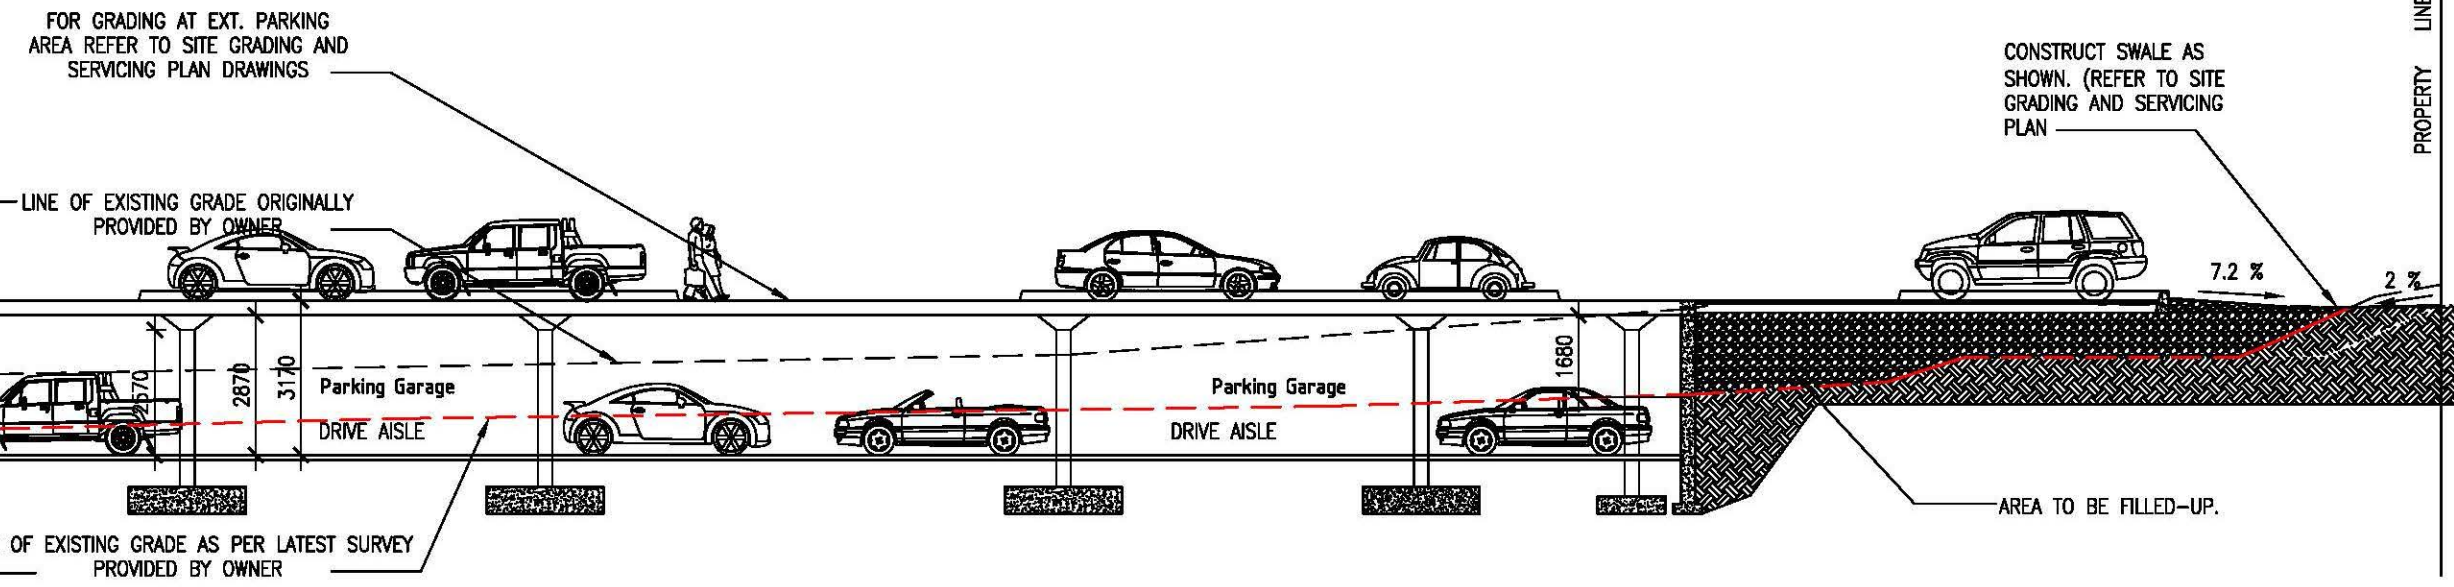 FOR GRADING AT EXT. PARKING
AREA REFER TO SITE GRADING AND
SERVICING PLAN DRAWINGS
LINE OF EXISTING GRADE ORIGINALLY
PROVIDED BY OWNER
CONSTRUCT SWALE AS
SHOWN. (REFER TO SITE
GRADING AND SERVICING
PLAN
PROPERTY LINE
7.2 %
2 %
2870
3170
1680
Parking Garage
DRIVE AISLE
Parking Garage
DRIVE AISLE
AREA TO BE FILLED-UP.
OF EXISTING GRADE AS PER LATEST SURVEY
PROVIDED BY OWNER